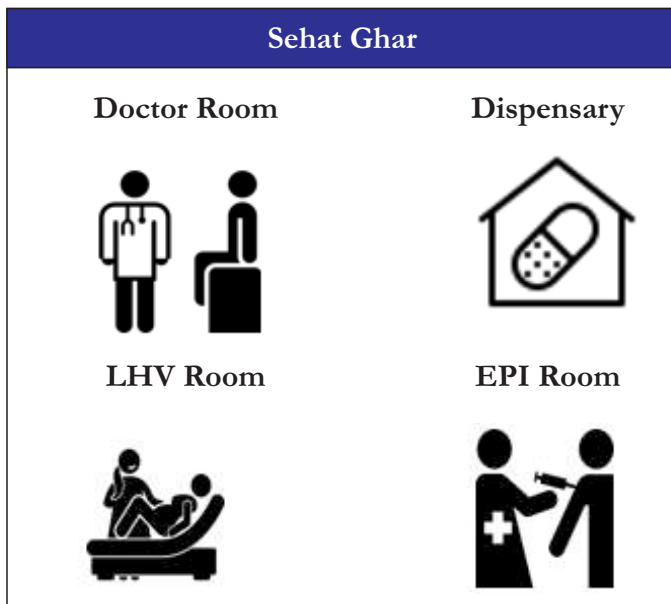 Sehat Ghar
Doctor Room
Dispensary
LHV Room
EPI Room